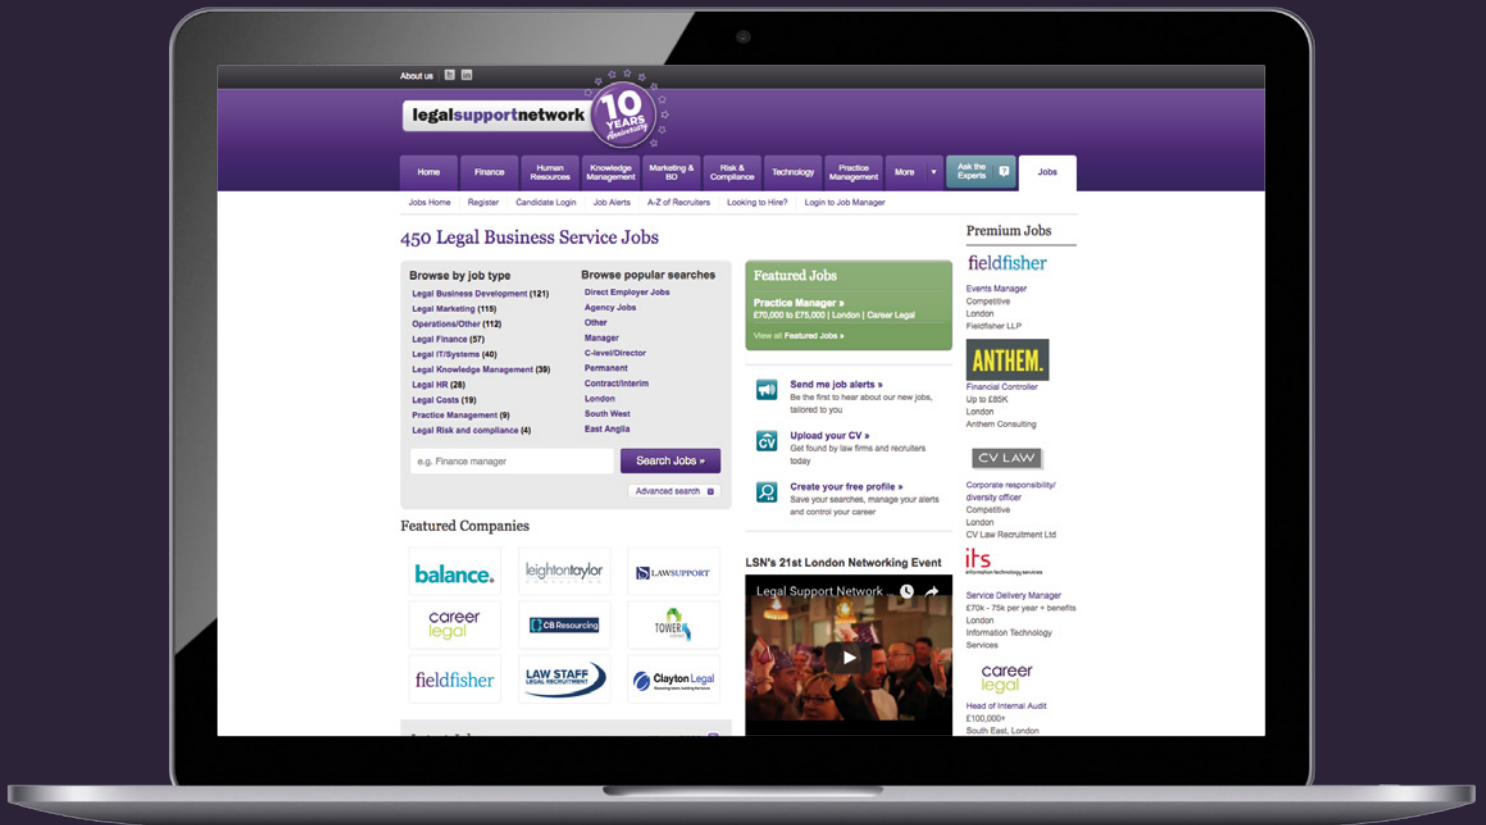 About us
legalsupportnetwork
10
YEARS
Anniversary
Home
Finance
Human
Resources
Knowledge
Management
Marketing &
BD
Risk &
Compliance
Technology
Practice
Management
More
Ask the
Experts
?
Jobs
Jobs Home
Register
Candidate Login
Job Alerts
A-Z of Recruiters
Looking to Hire?
Login to Job Manager
450 Legal Business Service Jobs
Browse by job type
Legal Business Development (121)
Legal Marketing (115)
Operations/Other (112)
Legal Finance (57)
Legal IT/Systems (40)
Legal Knowledge Management (39)
Legal HR (28)
Legal Costs (19)
Practice Management (9)
Legal Risk and compliance (4)
Browse popular searches
Direct Employer Jobs
Agency Jobs
Other
Manager
C-level/Director
Permanent
Contract/Interim
London
South West
East Anglia
e.g. Finance manager
Search Jobs »
Advanced search
Featured Companies
balance.
leightontaylor
CONSULTING
LAWSUPPORT
career
legal
CB Resourcing
TOWER
fieldfisher
LAW STAFF
LEGAL RECRUITMENT
Clayton Legal
Featured Jobs
Practice Manager »
£70,000 to £75,000 | London | Career Legal
View all Featured Jobs »
Send me job alerts »
Be the first to hear about our new jobs,
tailored to you
CV
Upload your CV »
Get found by law firms and recruiters
today
Create your free profile »
Save your searches, manage your alerts
and control your career
LSN's 21st London Networking Event
Legal Support Network ...
Premium Jobs
fieldfisher
Events Manager
Competitive
London
Fieldfisher LLP
ANTHEM.
Financial Controller
Up to £85K
London
Anthem Consulting
CV LAW
Corporate responsibility/
diversity officer
Competitive
London
CV Law Recruitment Ltd
its
information technology services
Service Delivery Manager
£70k - 75k per year + benefits
London
Information Technology
Services
career
legal
Head of Internal Audit
£100,000+
South East, London